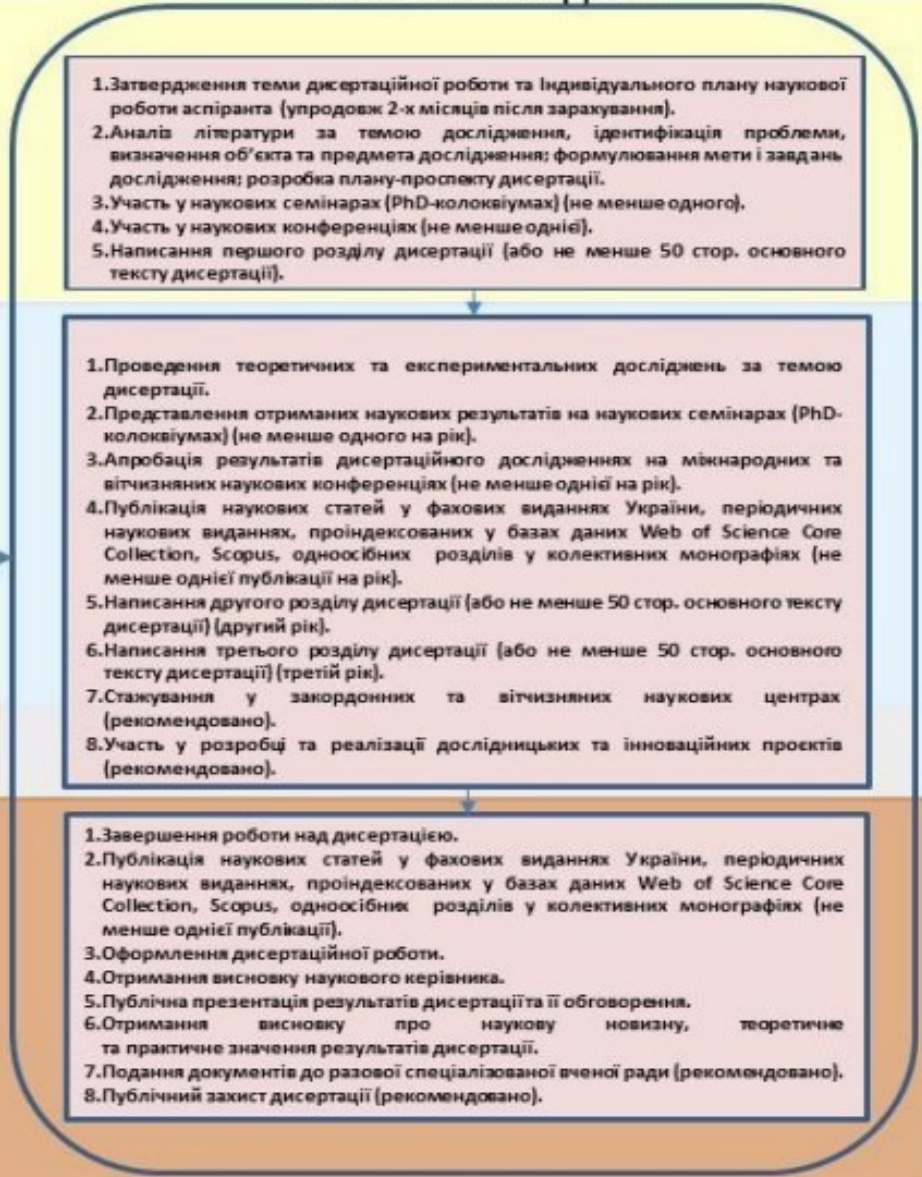 1.Затвердження теми дисертаційної роботи та Індивідуального плану наукової
роботи аспіранта (упродовж 2-х місяців після зарахування).
2.Аналіз літератури за темою дослідження, ідентифікація проблеми,
визначення об'єкта та предмета дослідження; формулювання мети і завдань
дослідження; розробка плану-проспекту дисертації.
3.Участь у наукових семінарах (PhD-колоквіумах) (не менше одного).
4.Участь у наукових конференціях (не менше однієї).
5.Написання першого розділу дисертації (або не менше 50 стор. основного
тексту дисертації).
1.Проведення теоретичних та експериментальних досліджень за темою
дисертації.
2.Представлення отриманих наукових результатів на наукових семінарах (PhD-
колоквіумах) (не менше одного на рік).
3.Апробація результатів дисертаційного дослідженнях на міжнародних та
вітчизняних наукових конференціях (не менше однієї на рік).
4.Публікація наукових статей у фахових виданнях України, періодичних
наукових виданнях, проіндексованих у базах даних Web of Science Core
Collection, Scopus, одноосібних розділів у колективних монографіях (не
менше однієї публікації на рік).
5.Написання другого розділу дисертації (або не менше 50 стор. основного тексту
дисертації) (другий рік).
6.Написання третього розділу дисертації (або не менше 50 стор. основного
тексту дисертації) (третій рік).
7.Стажування у закордонних та вітчизняних наукових центрах
(рекомендовано).
8.Участь у розробці та реалізації дослідницьких та інноваційних проєктів
(рекомендовано).
1.Завершення роботи над дисертацією.
2.Публікація наукових статей у фахових виданнях України, періодичних
наукових виданнях, проіндексованих у базах даних Web of Science Core
Collection, Scopus, одноосібних розділів у колективних монографіях (не
менше однієї публікації).
3.Оформлення дисертаційної роботи.
4.Отримання висновку наукового керівника.
5.Публічна презентація результатів дисертації та її обговорення.
6.Отримання висновку про наукову новизну, теоретичне
та практичне значення результатів дисертації.
7.Подання документів до разової спеціалізованої вченої ради (рекомендовано).
8.Публічний захист дисертації (рекомендовано).